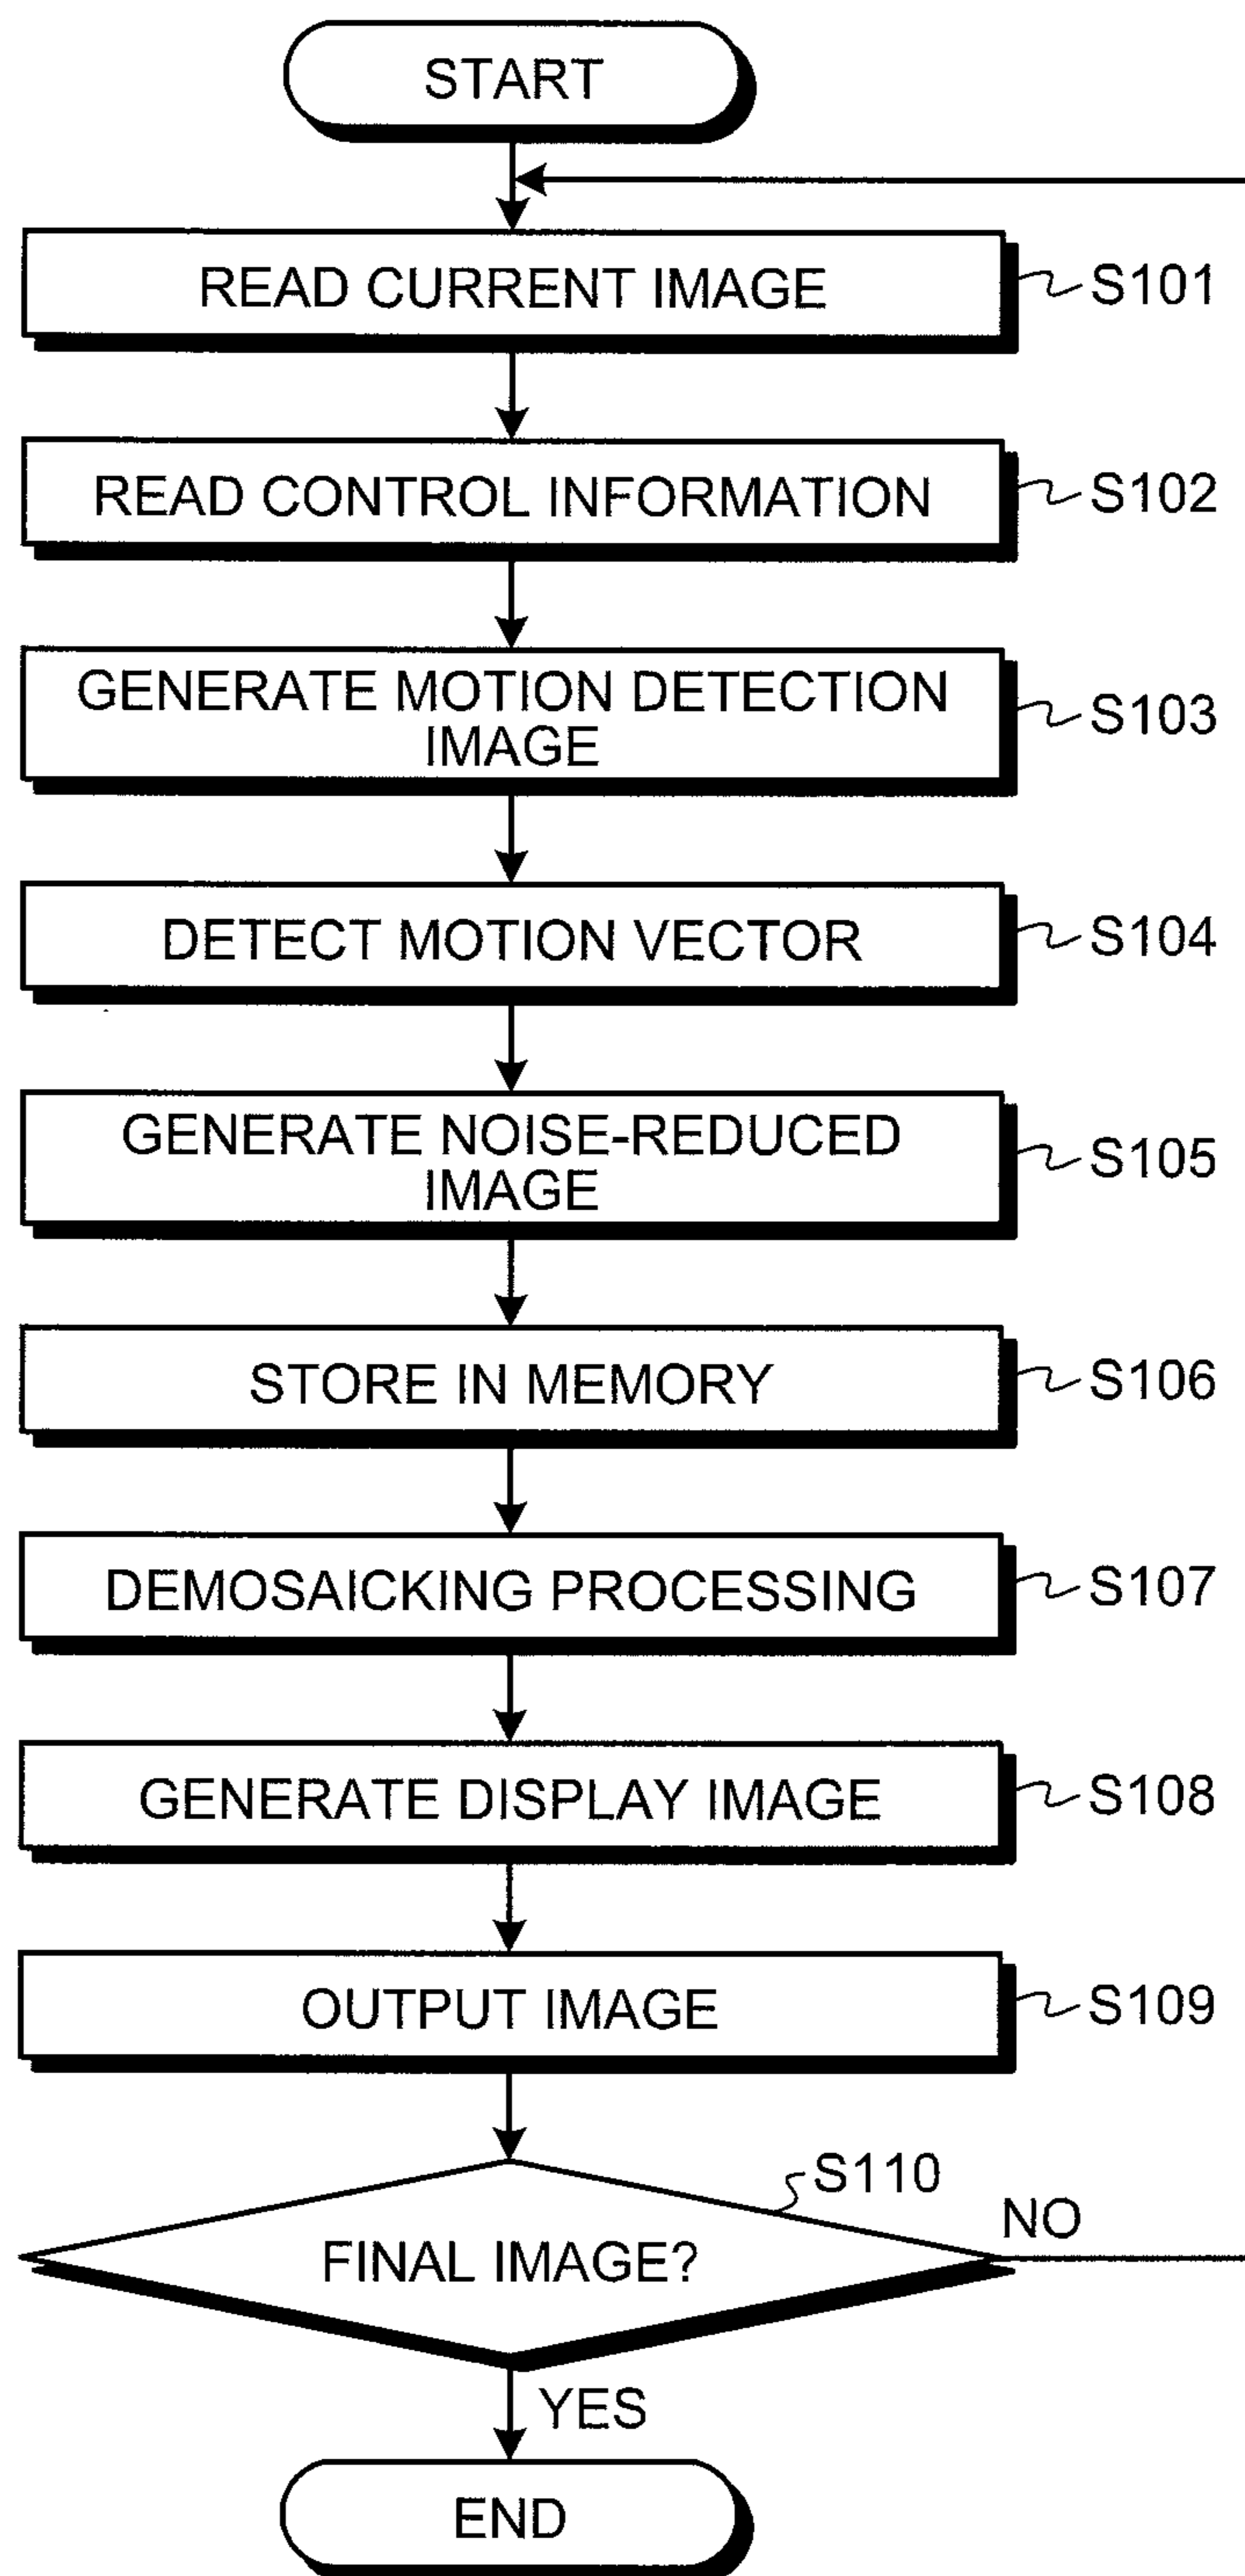 START
READ CURRENT IMAGE
S101
READ CONTROL INFORMATION
S102
GENERATE MOTION DETECTION
IMAGE
S103
DETECT MOTION VECTOR
S104
GENERATE NOISE-REDUCED
IMAGE
S105
STORE IN MEMORY
S106
DEMOSAICKING PROCESSING
S107
GENERATE DISPLAY IMAGE
S108
OUTPUT IMAGE
S109
S110
FINAL IMAGE?
NO
YES
END